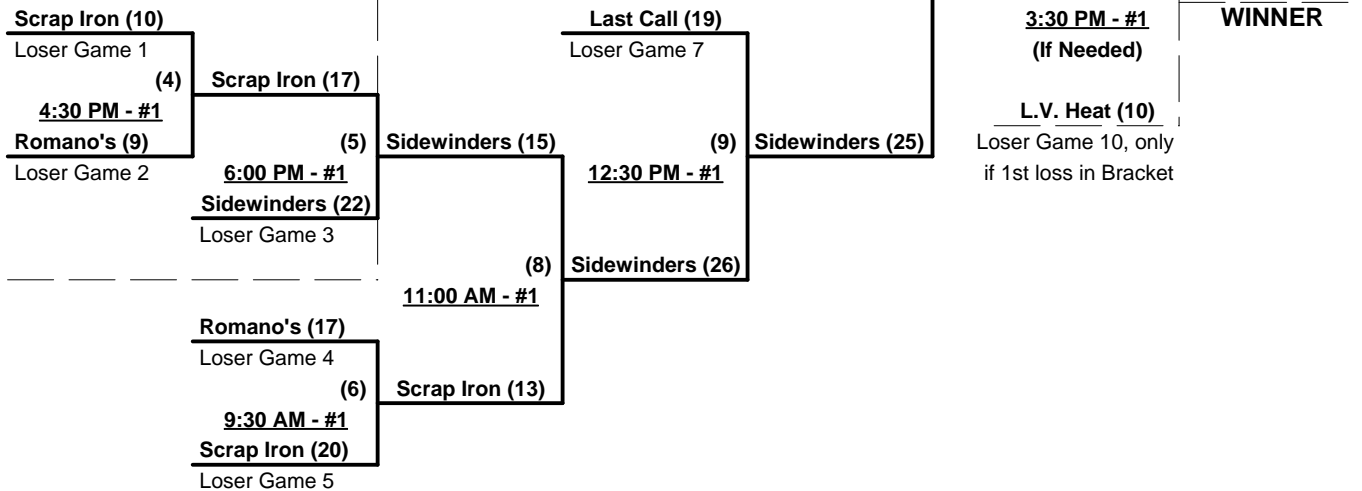 Scrap Iron (10)
Loser Game 1
(4)
4:30 PM - #1
Romano's (9)
Loser Game 2
Scrap Iron (17)
(5)
6:00 PM - #1
Sidewinders (22)
Loser Game 3
Romano's (17)
Loser Game 4
(6)
9:30 AM - #1
Scrap Iron (20)
Loser Game 5
Sidewinders (15)
(8)
11:00 AM - #1
Scrap Iron (13)
Last Call (19)
Loser Game 7
(9)
12:30 PM - #1
Sidewinders (26)
Sidewinders (25)
3:30 PM - #1
(If Needed)
L.V. Heat (10)
Loser Game 10, only
if 1st loss in Bracket
WINNER